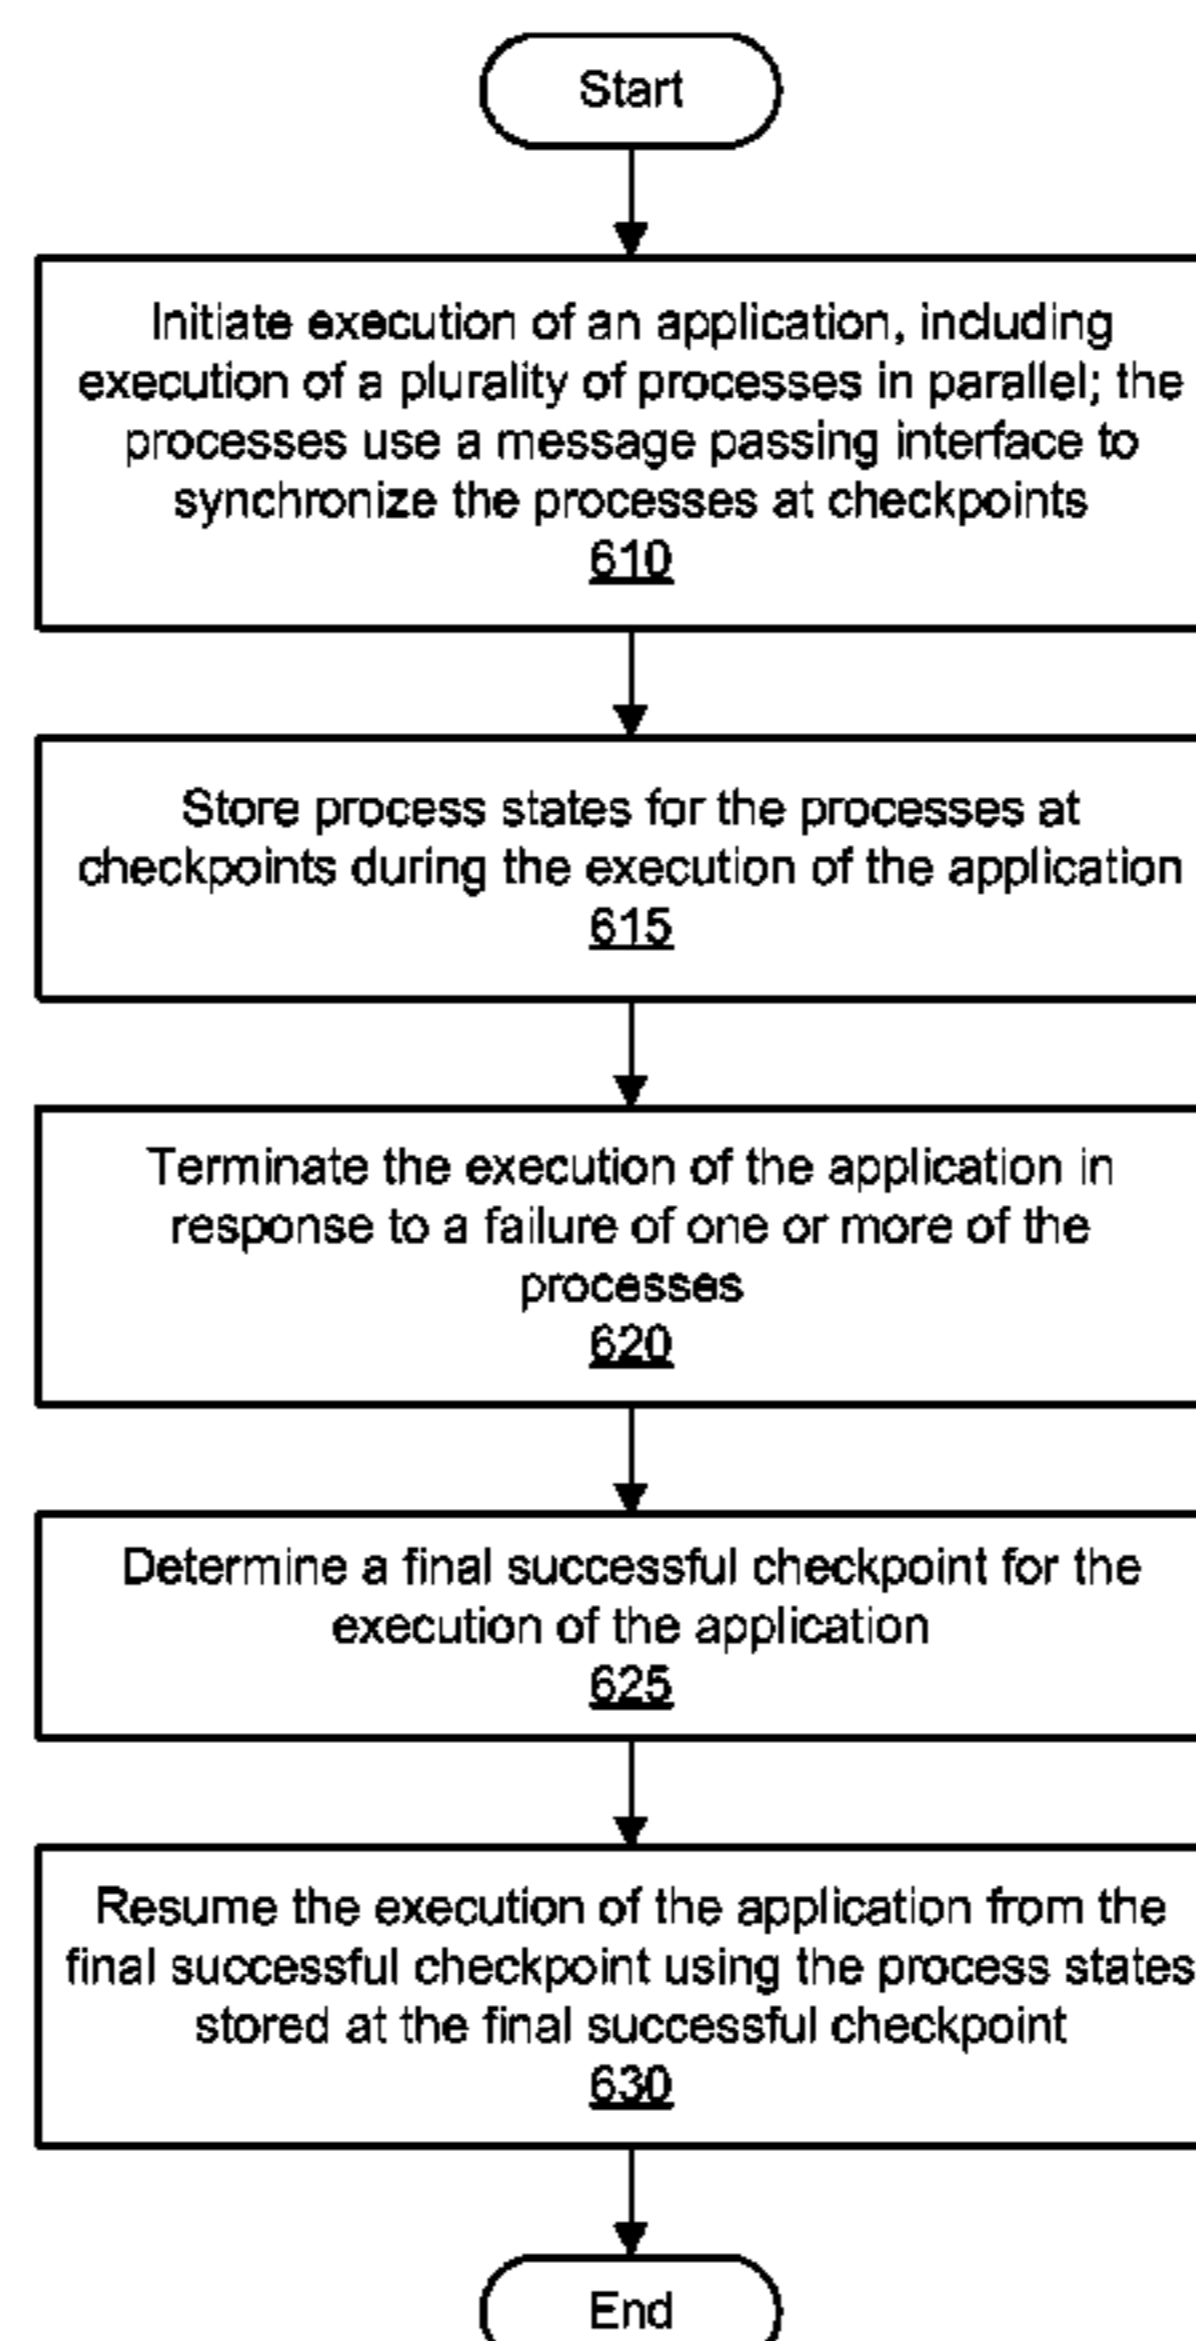 Start
Initiate execution of an application, including
execution of a plurality of processes in parallel; the
processes use a message passing interface to
synchronize the processes at checkpoints
610
Store process states for the processes at
checkpoints during the execution of the application
615
Terminate the execution of the application in
response to a failure of one or more of the
processes
620
Determine a final successful checkpoint for the
execution of the application
625
Resume the execution of the application from the
final successful checkpoint using the process states
stored at the final successful checkpoint
630
End